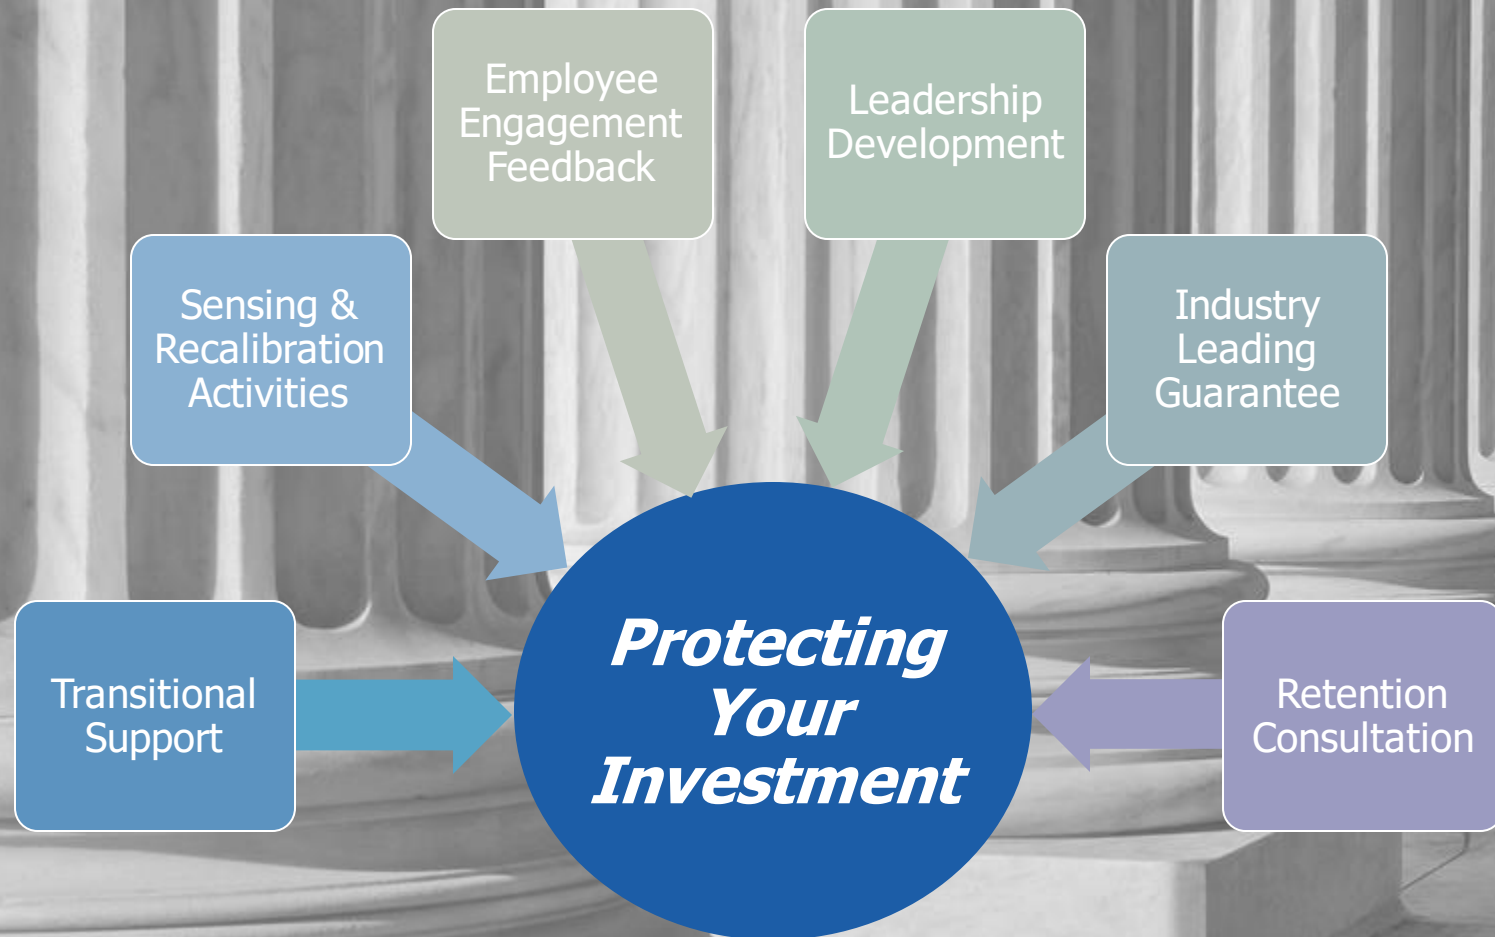 Employee
Engagement
Feedback
Leadership
Development
Sensing &
Recalibration
Activities
Industry
Leading
Guarantee
Transitional
Support
Protecting
Your
Investment
Retention
Consultation